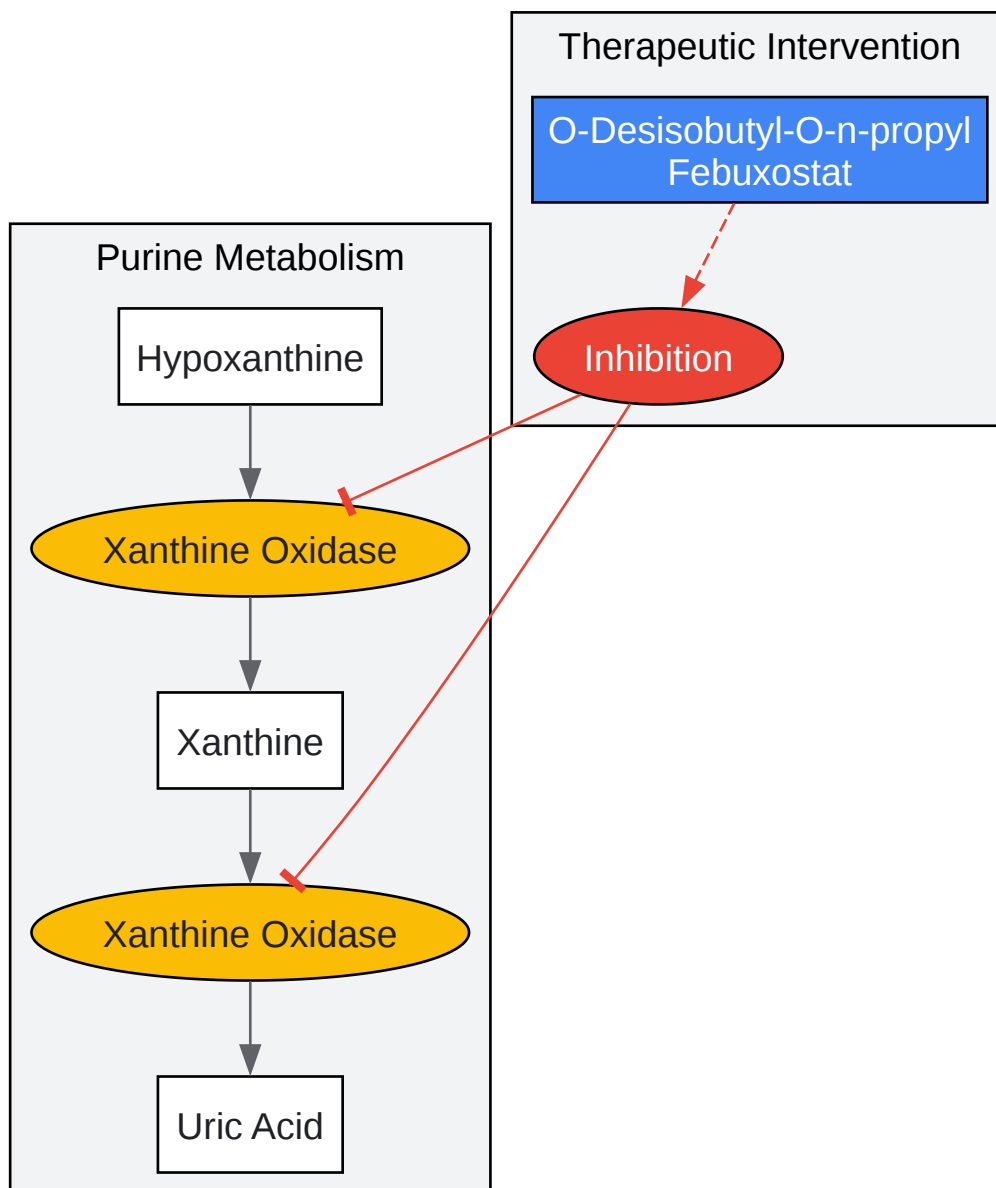 Therapeutic Intervention
O-Desisobutyl-O-n-propyl
Febuxostat
Inhibition
Purine Metabolism
Hypoxanthine
Xanthine Oxidase
Xanthine
Xanthine Oxidase
Uric Acid